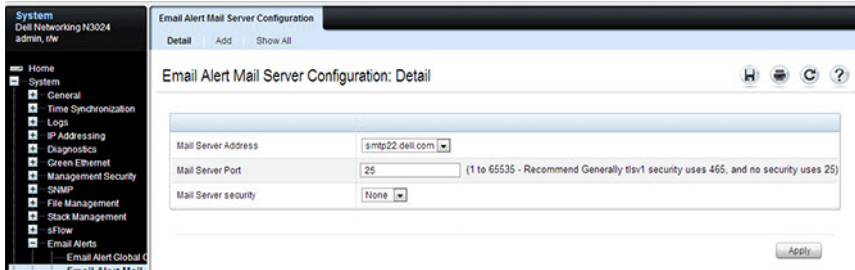 System
Dell Networking N3024
admin, r/w
Home
System
General
Time Synchronization
Logs
IP Addressing
Diagnostics
Green Ethernet
Management Security
SNMP
File Management
Stack Management
sFlow
Email Alerts
Email Alert Global C
Email Alert Mail
Email Alert Mail Server Configuration
Detail Add Show All
Email Alert Mail Server Configuration: Detail
Mail Server Address smtp22.dell.com
Mail Server Port 25 (1 to 65535 - Recommend Generally tlsv1 security uses 465, and no security uses 25)
Mail Server security None
Apply